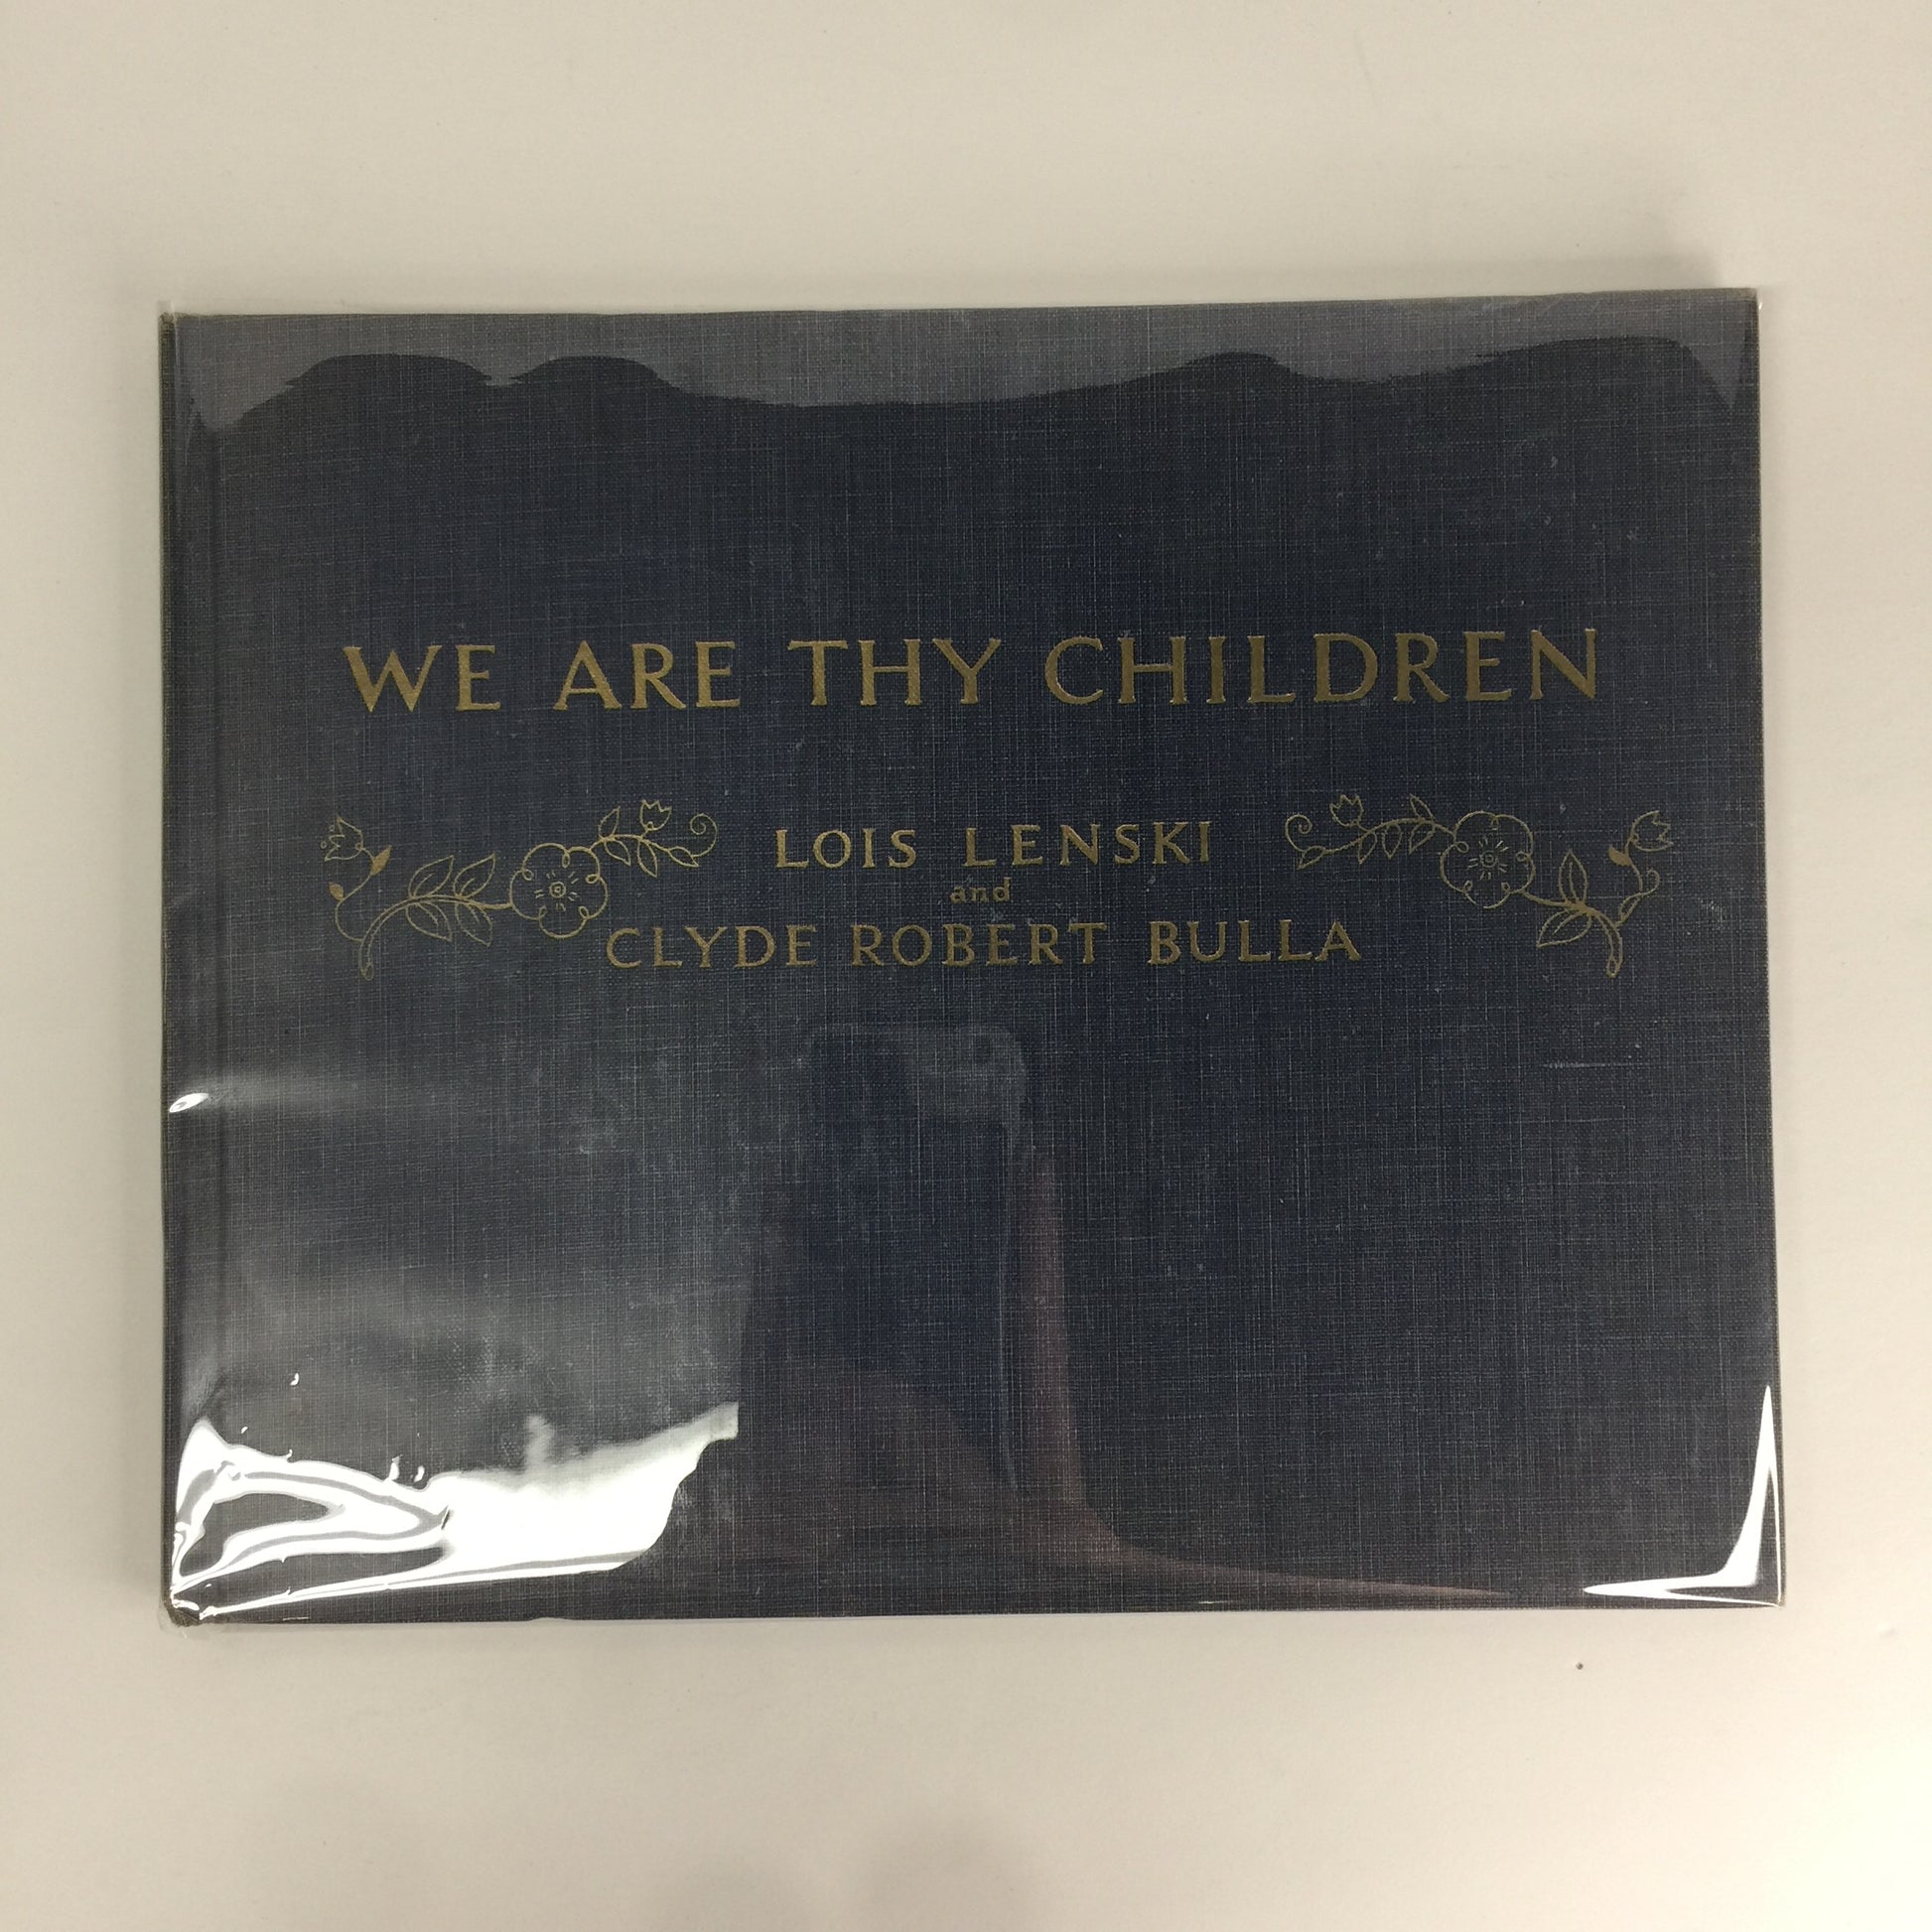 WE ARE THY CHILDREN
LOIS LENSKI
and
CLYDE ROBERT BULLA